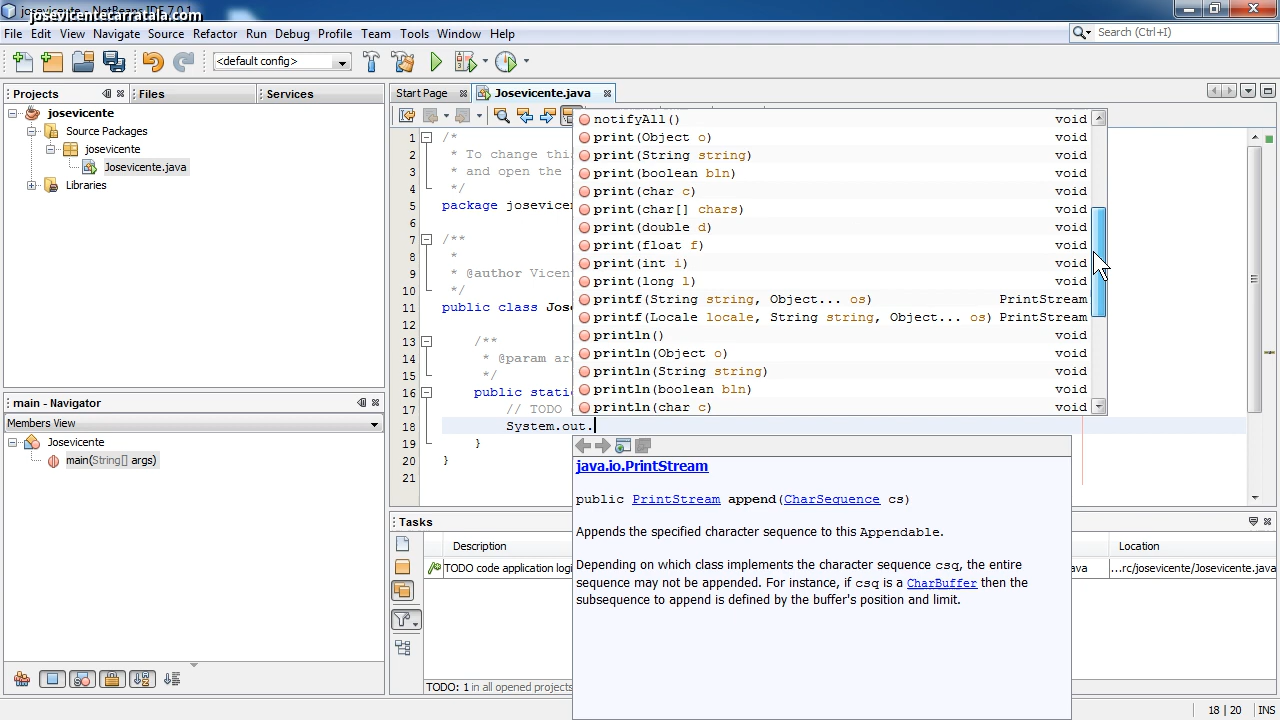 josevicente - NetBeans IDE 7.0.1
josevicentecarratala.com
File Edit View Navigate Source Refactor Run Debug Profile Team Tools Window Help
Search (Ctrl+I)
<default config>
Projects
Files
Services
josevicente
Source Packages
josevicente
Josevicente.java
Libraries
Start Page
Josevicente.java
1 /*
2 * To change this
3 * and open the
4 */
5 package josevicen
6
7 /**
8 *
9 * @author Vicen
10 */
11 public class Jos
12
13 /**
14 * @param ar
15 */
16 public stati
17 // TODO
18 System.out.
19 }
20 }
21
notifyAll() void
print(Object o) void
print(String string) void
print(boolean bln) void
print(char c) void
print(char[] chars) void
print(double d) void
print(float f) void
print(int i) void
print(long l) void
printf(String string, Object... os) PrintStream
printf(Locale locale, String string, Object... os) PrintStream
println() void
println(Object o) void
println(String string) void
println(boolean bln) void
println(char c) void
java.io.PrintStream
public PrintStream append(CharSequence cs)
Appends the specified character sequence to this Appendable.
Depending on which class implements the character sequence csq, the entire
sequence may not be appended. For instance, if csq is a CharBuffer then the
subsequence to append is defined by the buffer's position and limit.
main - Navigator
Members View
Josevicente
main(String[] args)
Tasks
Description
Location
TODO code application logi
java
...rc/josevicente/Josevicente.java
TODO: 1 in all opened projects
18 | 20 INS